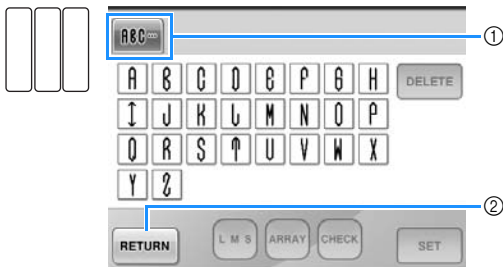 ABC
①
A B C D E F G H DELETE
I J K L M N O P
Q R S T U V W X
Y Z
②
RETURN L M S ARRAY CHECK SET